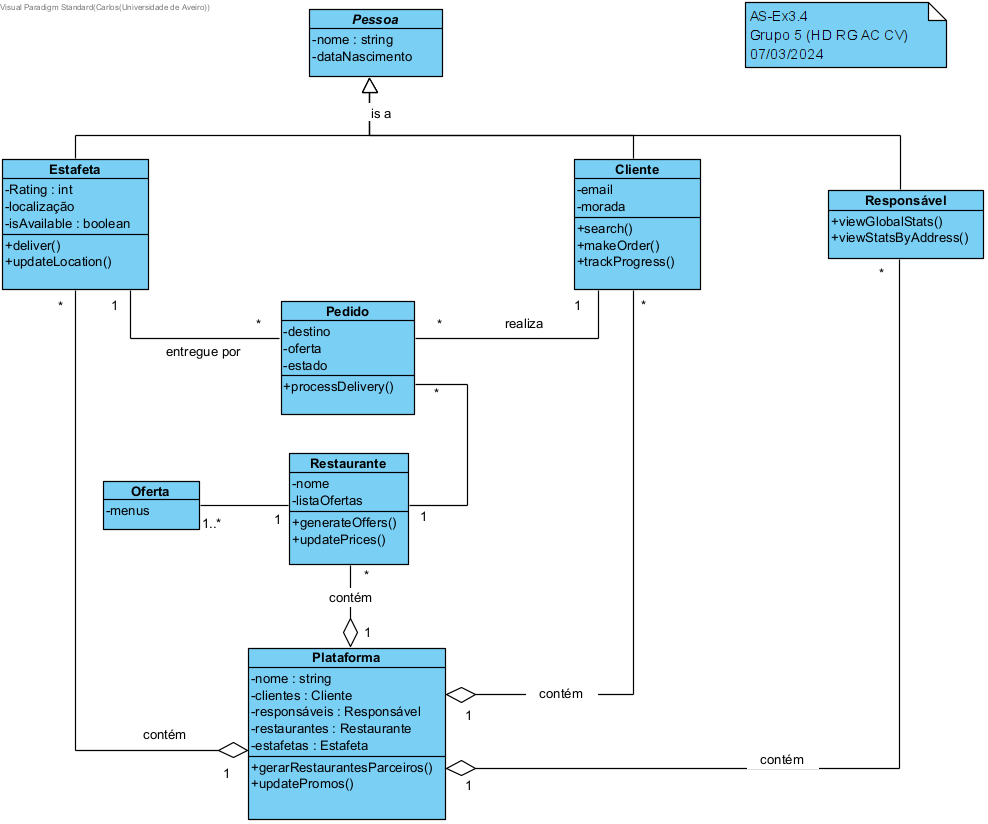 Visual Paradigm Standard(Carlos(Universidade de Aveiro))
AS-Ex3.4
Grupo 5 (HD RG AC CV)
07/03/2024
Pessoa
-nome : string
-dataNascimento
is a
Estafeta
-Rating : int
-localização
-isAvailable : boolean
+deliver()
+updateLocation()
Cliente
-email
-morada
+search()
+makeOrder()
+trackProgress()
Responsável
+viewGlobalStats()
+viewStatsByAddress()
*
1
1
*
*
*
entregue por
*
realiza
Pedido
-destino
-oferta
-estado
+processDelivery()
*
Restaurante
-nome
-listaOfertas
+generateOffers()
+updatePrices()
Oferta
-menus
1..*
1
1
*
contém
1
Plataforma
-nome : string
-clientes : Cliente
-responsáveis : Responsável
-restaurantes : Restaurante
-estafetas : Estafeta
+gerarRestaurantesParceiros()
+updatePromos()
contém
1
contém
1
contém
1